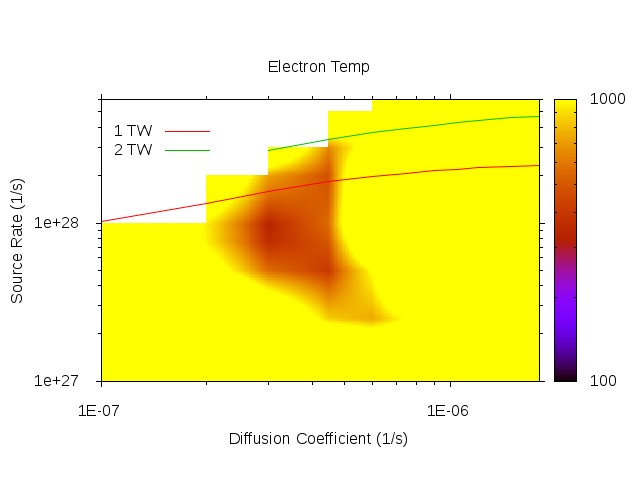 Electron Temp
1 TW
2 TW
1000
100
Source Rate (1/s)
1e+28
1e+27
1E-07
1E-06
Diffusion Coefficient (1/s)